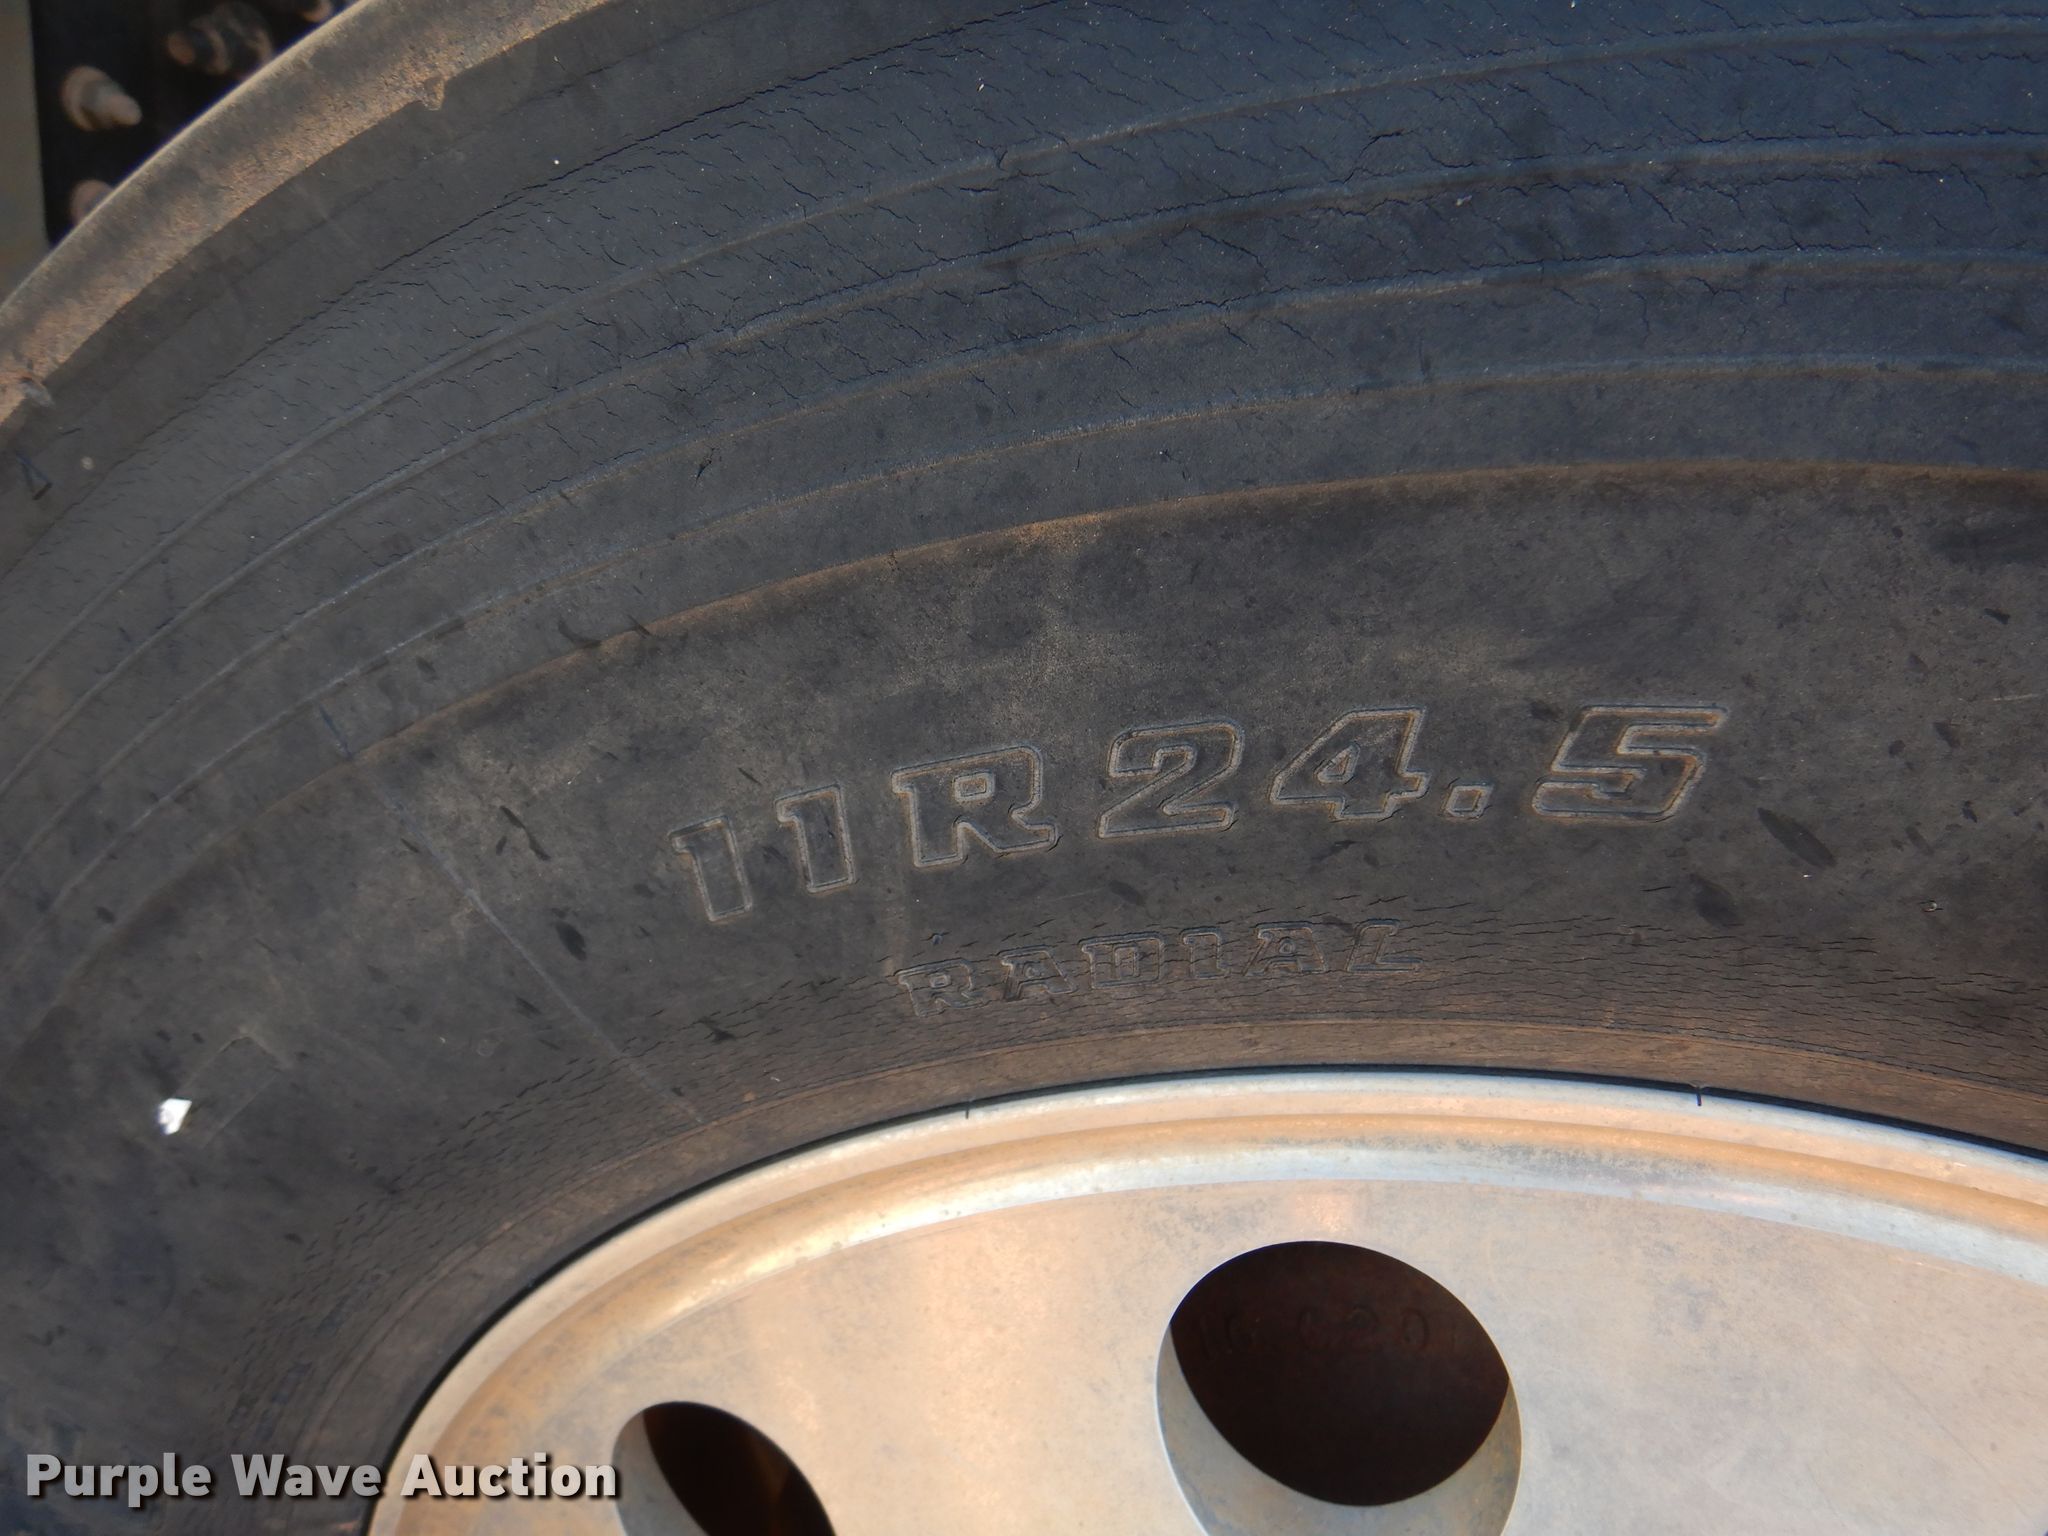 11R24.5
RADIAL
Purple Wave Auction